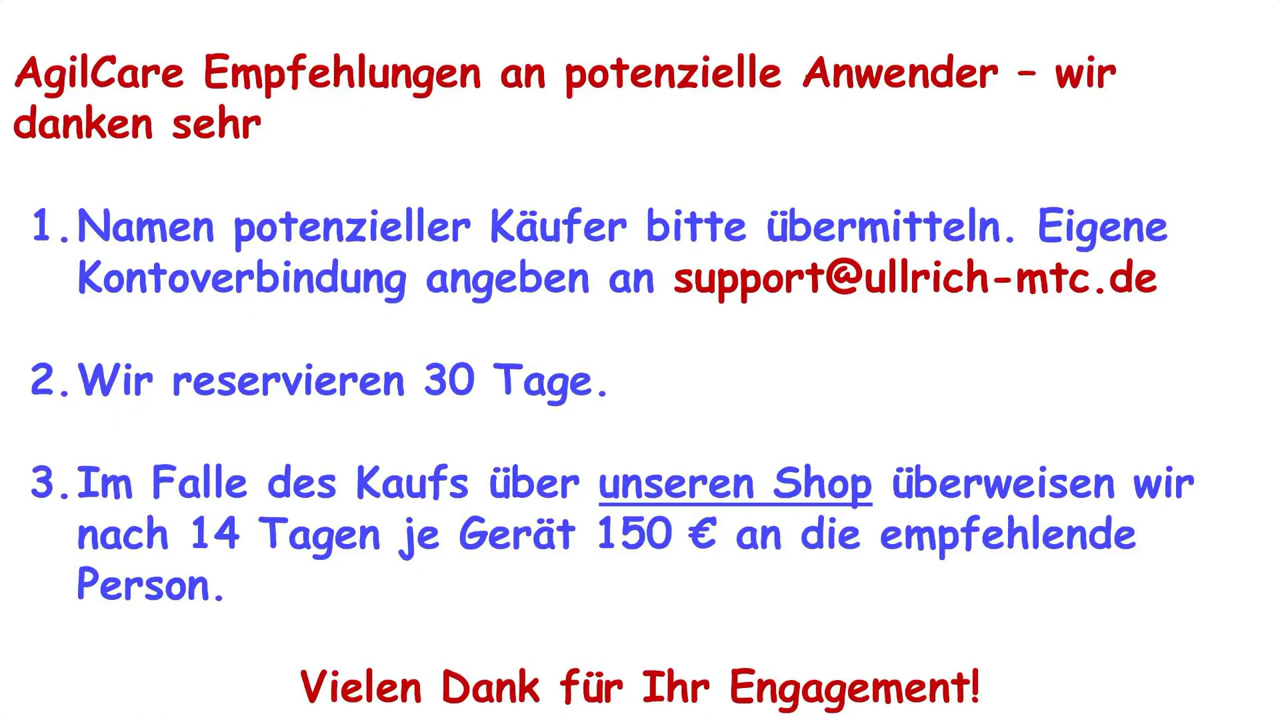 AgilCare Empfehlungen an potenzielle Anwender – wir
danken sehr
1. Namen potenzieller Käufer bitte übermitteln. Eigene
Kontoverbindung angeben an support@ullrich-mtc.de
2. Wir reservieren 30 Tage.
3. Im Falle des Kaufs über unseren Shop überweisen wir
nach 14 Tagen je Gerät 150 € an die empfehlende
Person.
Vielen Dank für Ihr Engagement!